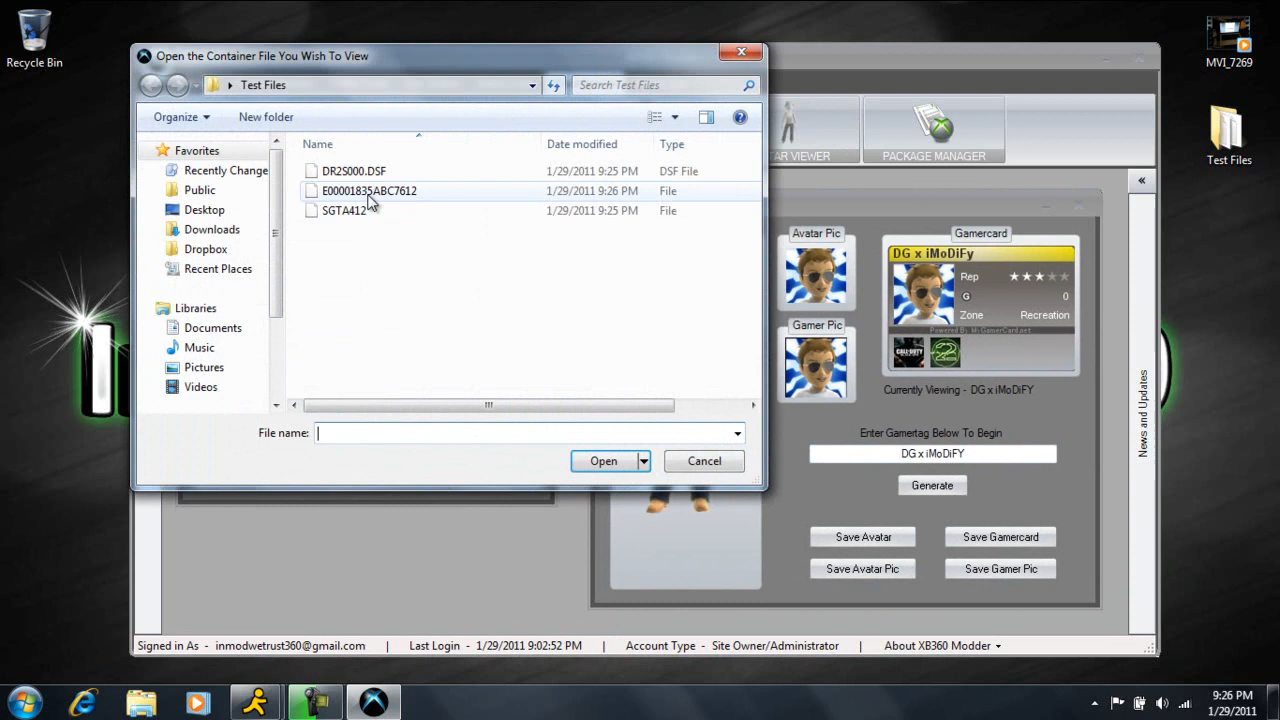 Recycle Bin
MVI_7269
Test Files
Open the Container File You Wish To View
Test Files
Search Test Files
Organize
New folder
Name
Date modified
Type
DR2S000.DSF
1/29/2011 9:25 PM
DSF File
E00001835ABC7612
1/29/2011 9:26 PM
File
SGTA412
1/29/2011 9:25 PM
File
Favorites
Recently Change
Public
Desktop
Downloads
Dropbox
Recent Places
Libraries
Documents
Music
Pictures
Videos
File name:
Open
Cancel
VIEWER
PACKAGE MANAGER
Avatar Pic
Gamer Pic
Gamercard
DG x iMoDiFy
Rep
G
0
Zone
Recreation
Powered By MyGamerCard.net
CALL DUTY
2
Currently Viewing - DG x iMoDiFY
Enter Gamertag Below To Begin
DG x iMoDiFY
Generate
Save Avatar
Save Gamercard
Save Avatar Pic
Save Gamer Pic
«
News and Updates
Signed in As - inmodwetrust360@gmail.com
Last Login - 1/29/2011 9:02:52 PM
Account Type - Site Owner/Administrator
About XB360 Modder
9:26 PM
1/29/2011